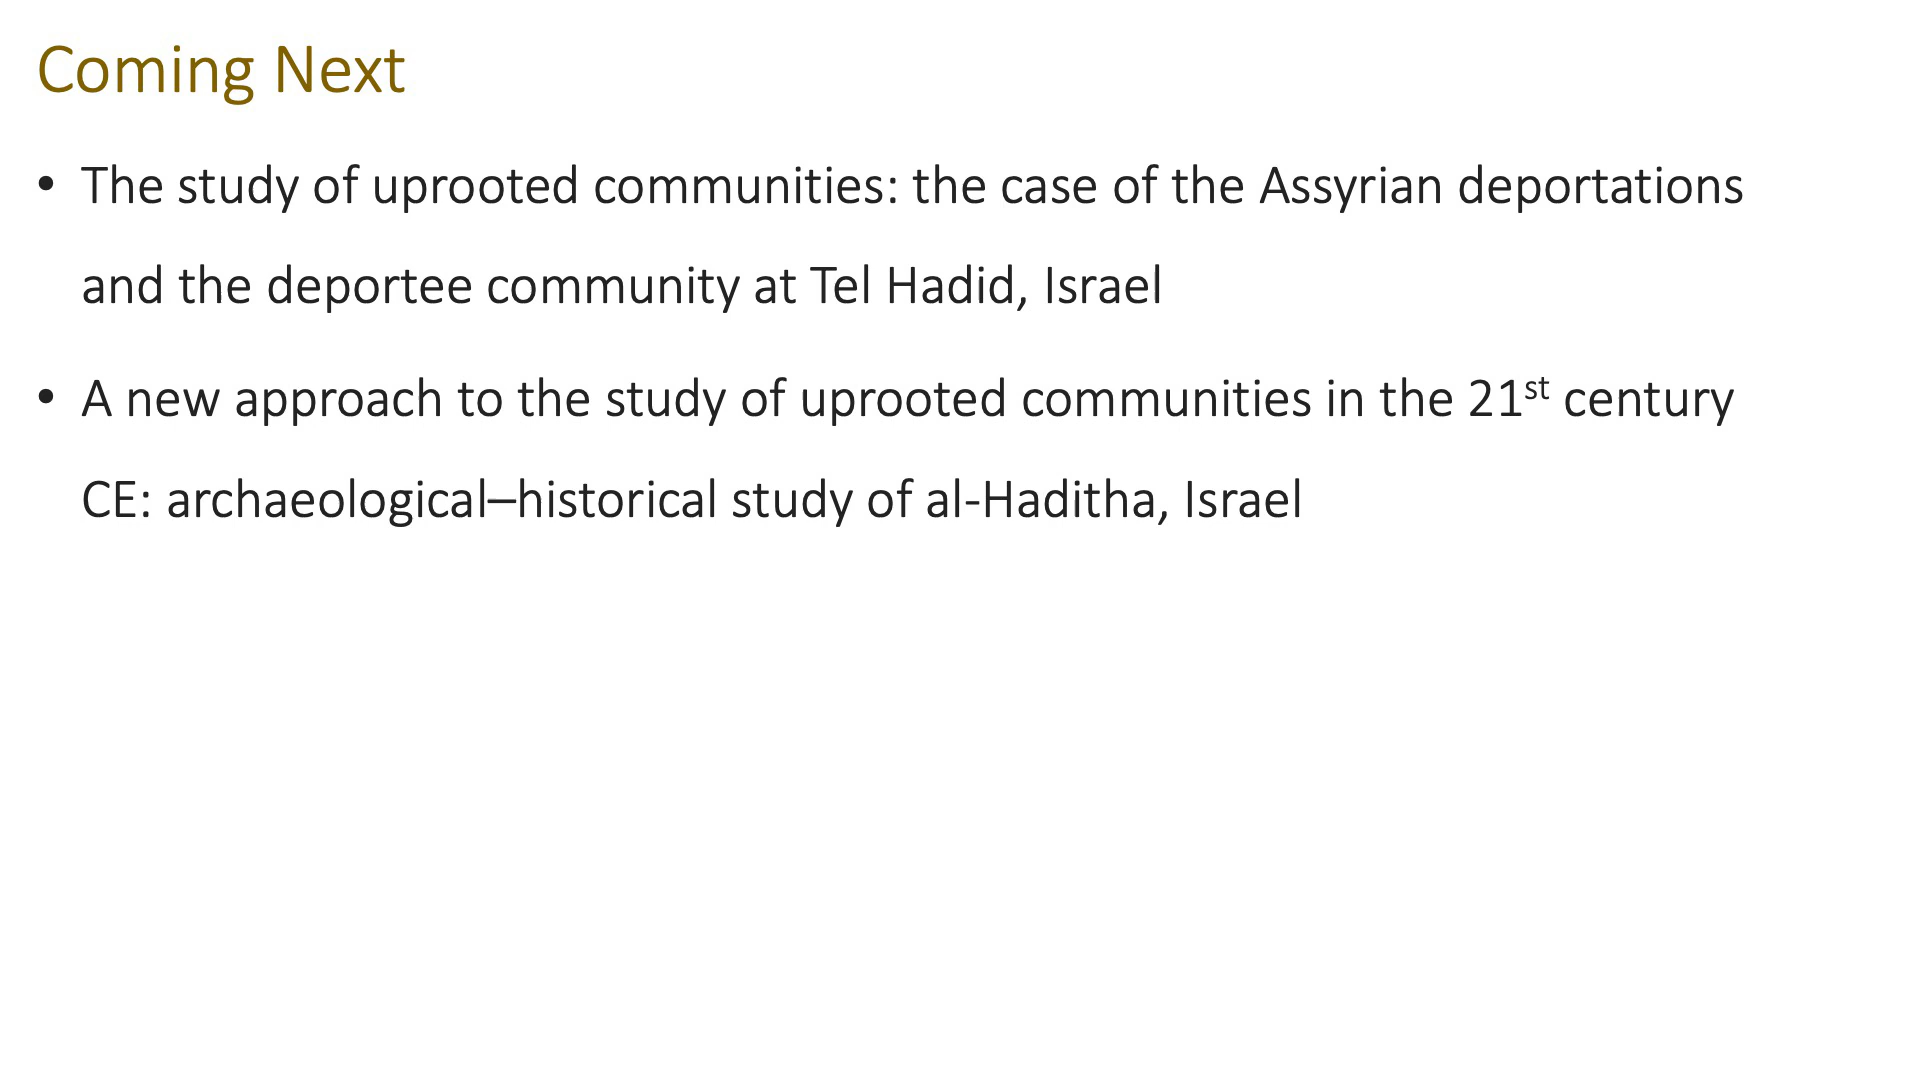 Coming Next
• The study of uprooted communities: the case of the Assyrian deportations
and the deportee community at Tel Hadid, Israel
• A new approach to the study of uprooted communities in the 21st century
CE: archaeological–historical study of al-Haditha, Israel